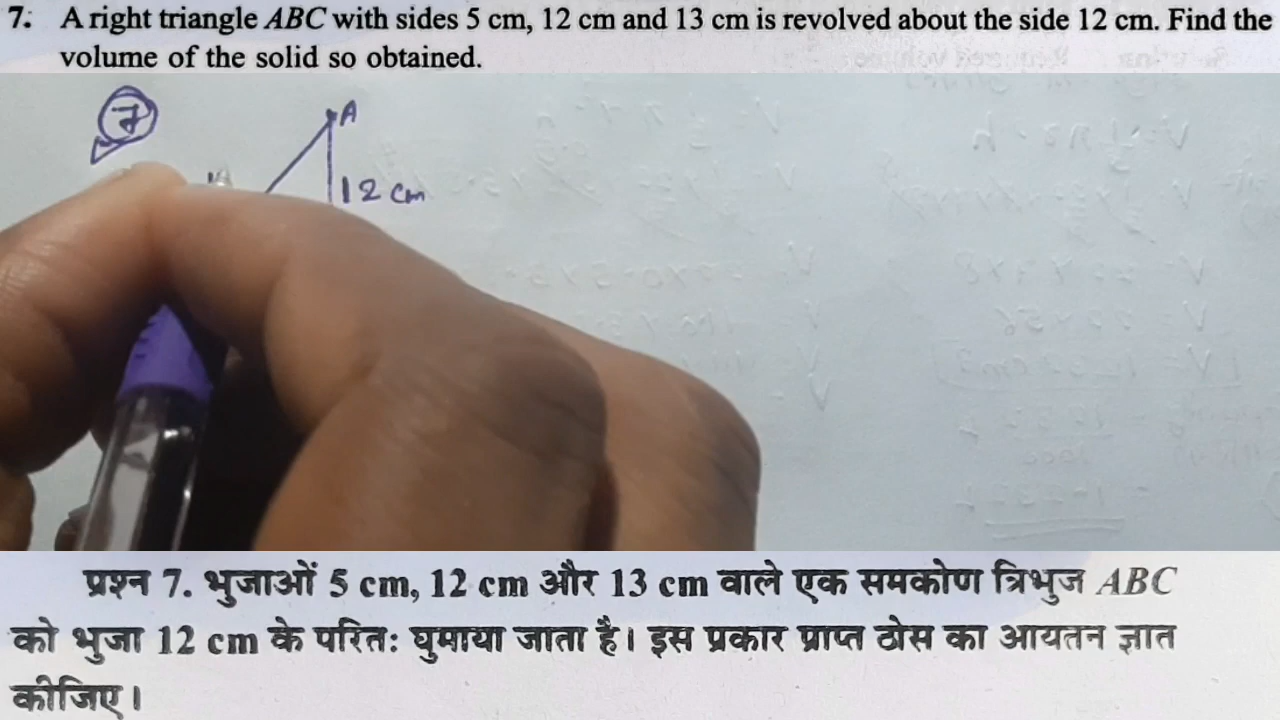 7. A right triangle ABC with sides 5 cm, 12 cm and 13 cm is revolved about the side 12 cm. Find the
volume of the solid so obtained.
7
A
12 cm
प्रश्न 7. भुजाओं 5 cm, 12 cm और 13 cm वाले एक समकोण त्रिभुज ABC
को भुजा 12 cm के परितः घुमाया जाता है। इस प्रकार प्राप्त ठोस का आयतन ज्ञात
कीजिए।